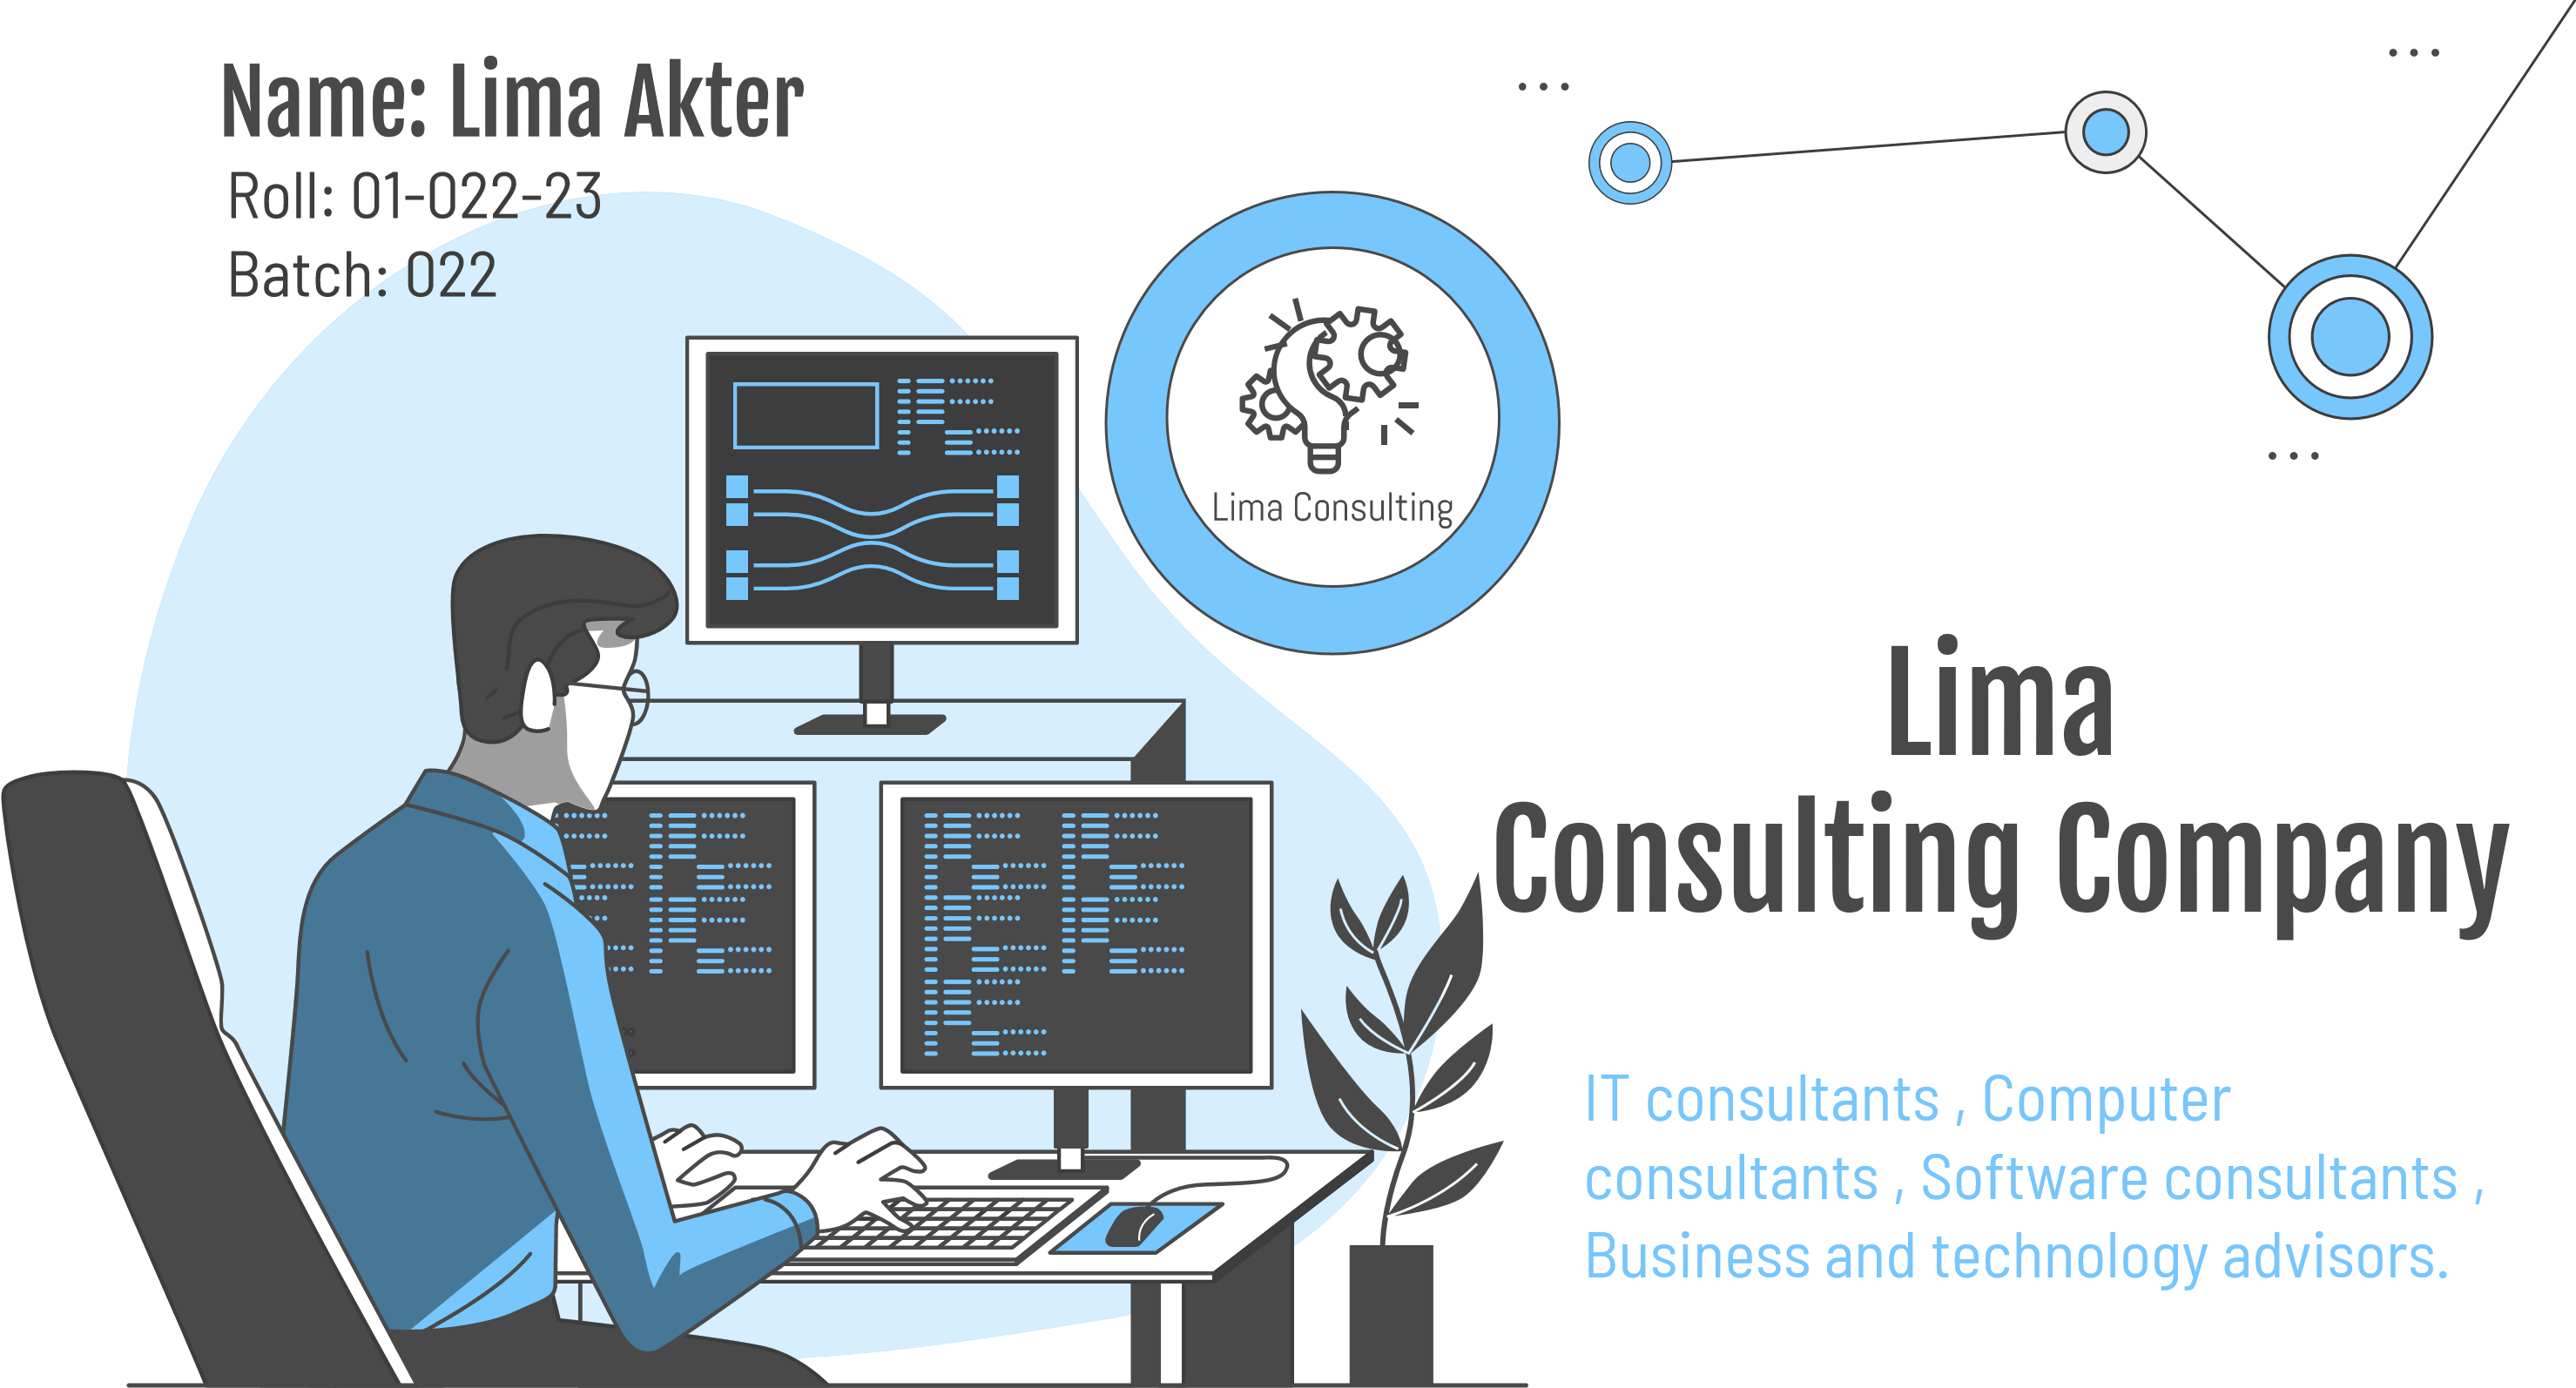 Name: Lima Akter
Roll: 01-022-23
Batch: 022
Lima Consulting
Lima
Consulting Company
IT consultants , Computer
consultants , Software consultants ,
Business and technology advisors.